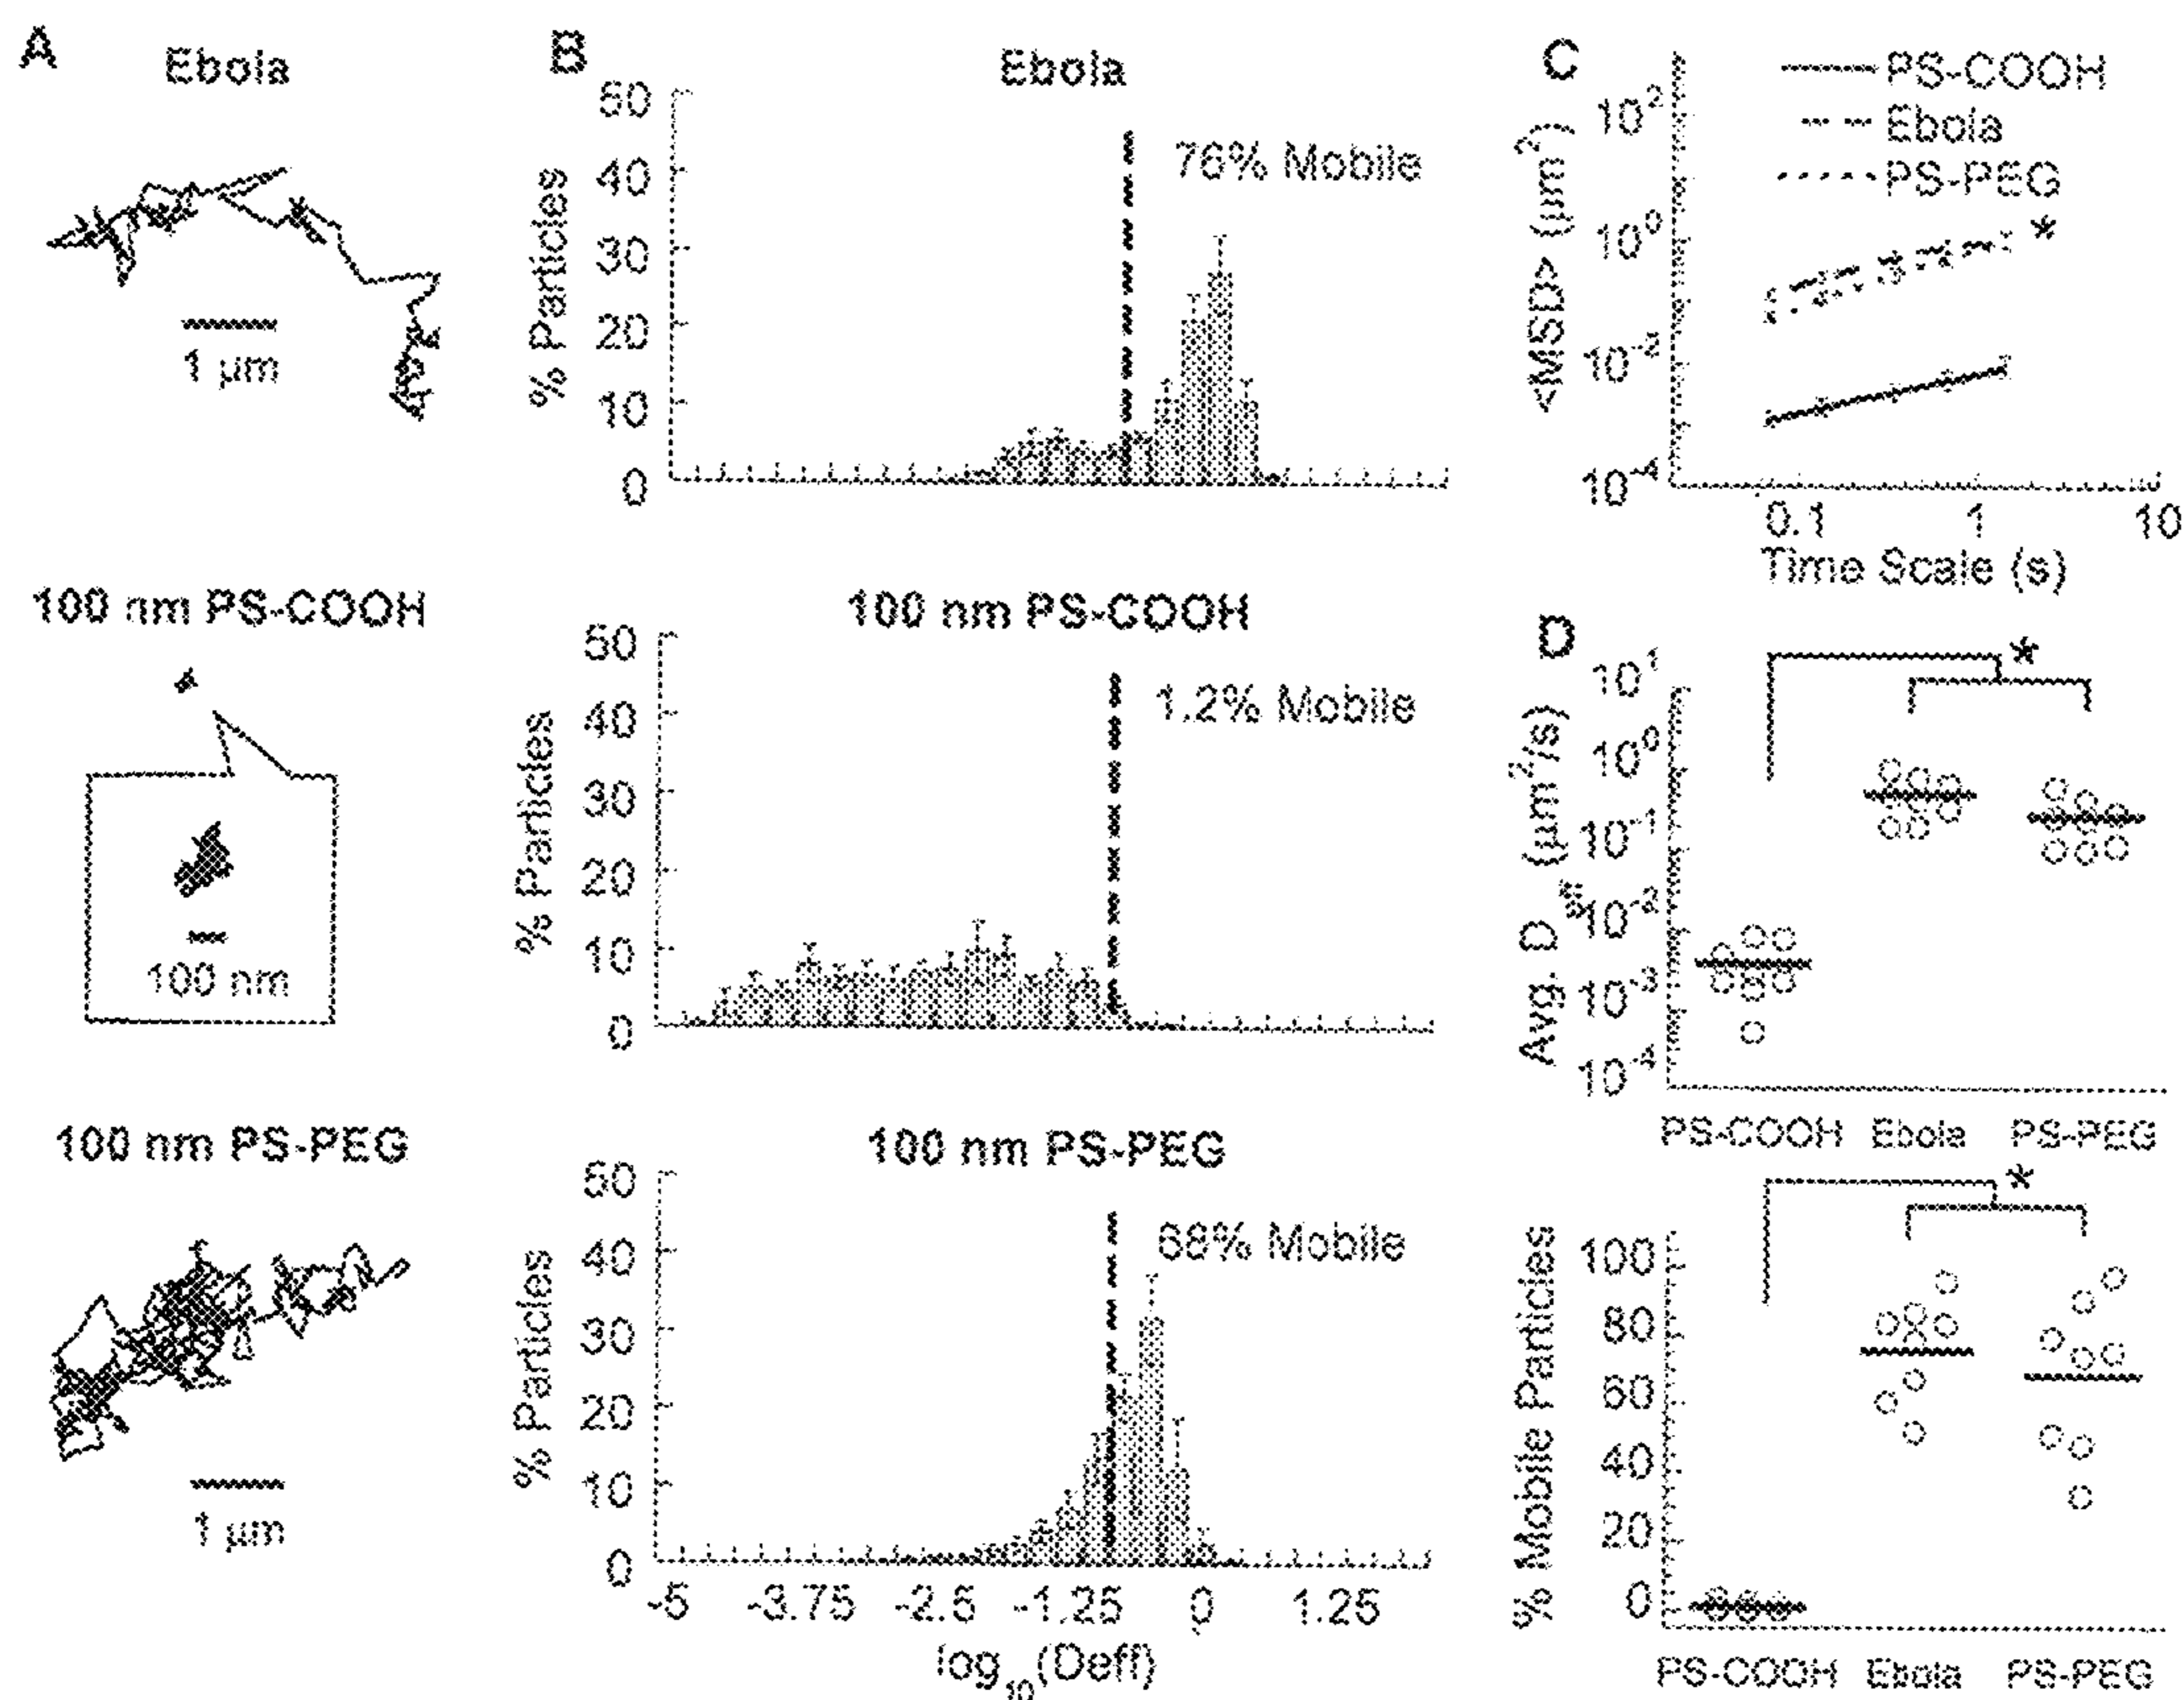 A
Ebola
1 µm
100 nm PS-COOH
100 nm
100 nm PS-PEG
1 µm
B
Ebola
76% Mobile
% Particles
50
40
30
20
10
0
100 nm PS-COOH
1.2% Mobile
% Particles
50
40
30
20
10
0
100 nm PS-PEG
68% Mobile
% Particles
50
40
30
20
10
0
-5 -3.75 -2.5 -1.25 0 1.25
log10(Deff)
C
PS-COOH
Ebola
PS-PEG
*
<MSD> (µm²)
10²
10⁰
10⁻²
10⁻⁴
0.1 1 10
Time Scale (s)
D
*
Avg. Deff (µm²/s)
10¹
10⁰
10⁻¹
10⁻²
10⁻³
10⁻⁴
PS-COOH Ebola PS-PEG
*
% Mobile Particles
100
80
60
40
20
0
PS-COOH Ebola PS-PEG